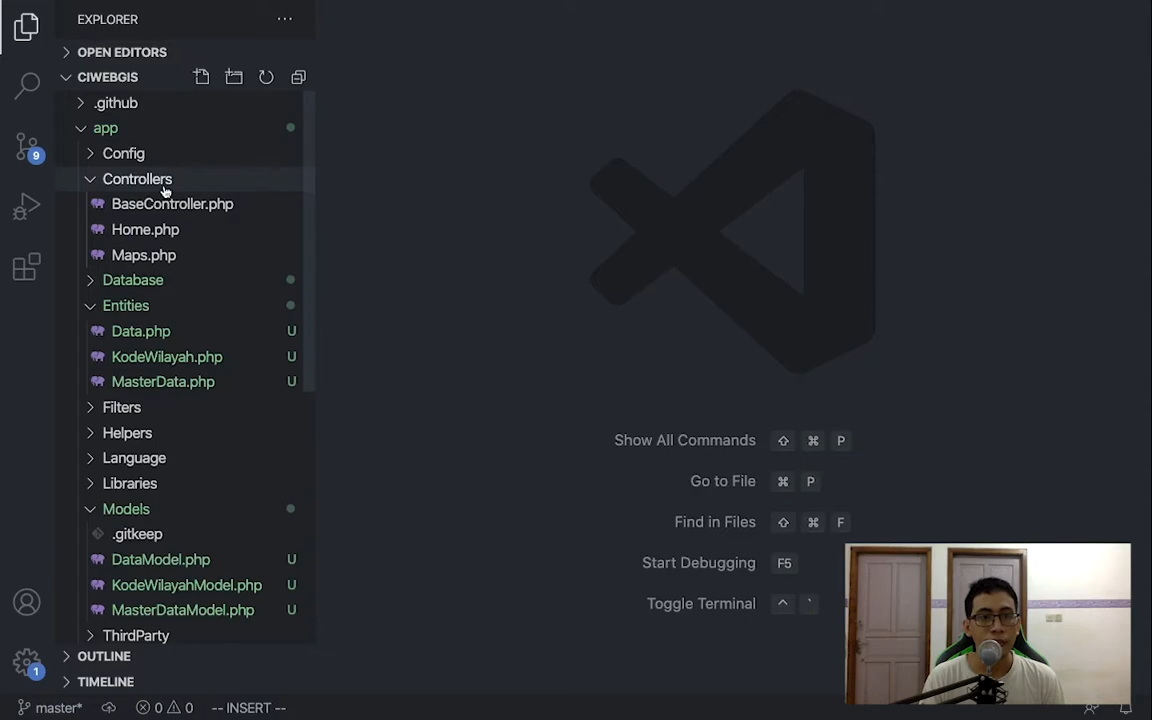 EXPLORER
OPEN EDITORS
CIWEBGIS
.github
app
Config
Controllers
BaseController.php
Home.php
Maps.php
Database
Entities
Data.php U
KodeWilayah.php U
MasterData.php U
Filters
Helpers
Language
Libraries
Models
.gitkeep
DataModel.php U
KodeWilayahModel.php U
MasterDataModel.php U
ThirdParty
OUTLINE
TIMELINE
9
1
Show All Commands ⇧ ⌘ P
Go to File ⌘ P
Find in Files ⇧ ⌘ F
Start Debugging F5
Toggle Terminal ^ `
master* 0 0 -- INSERT --